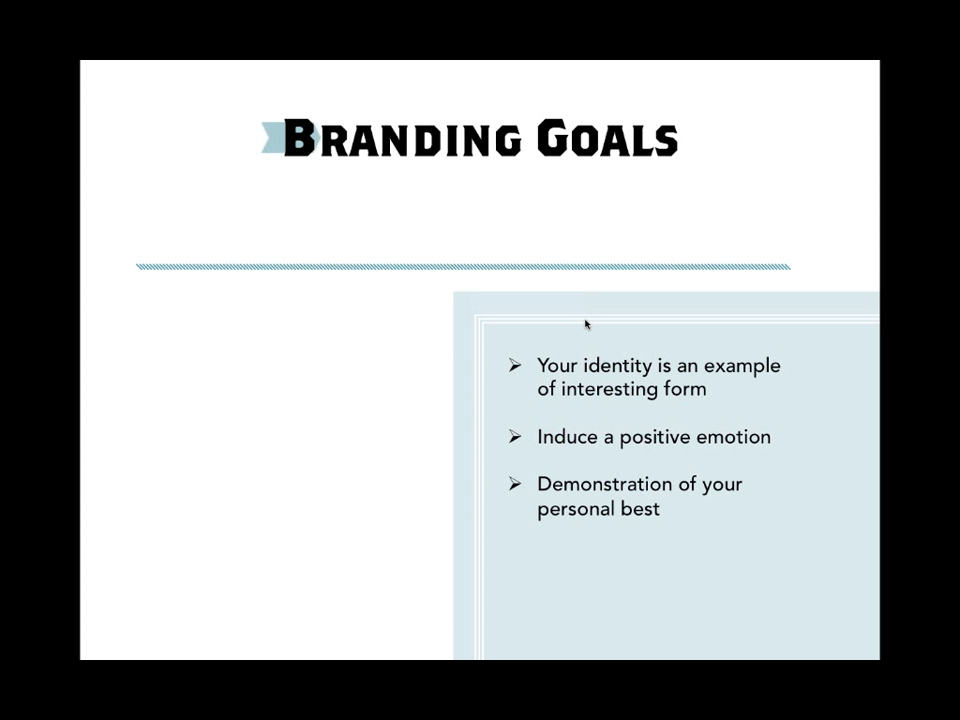 BRANDING GOALS
➢ Your identity is an example
of interesting form
➢ Induce a positive emotion
➢ Demonstration of your
personal best